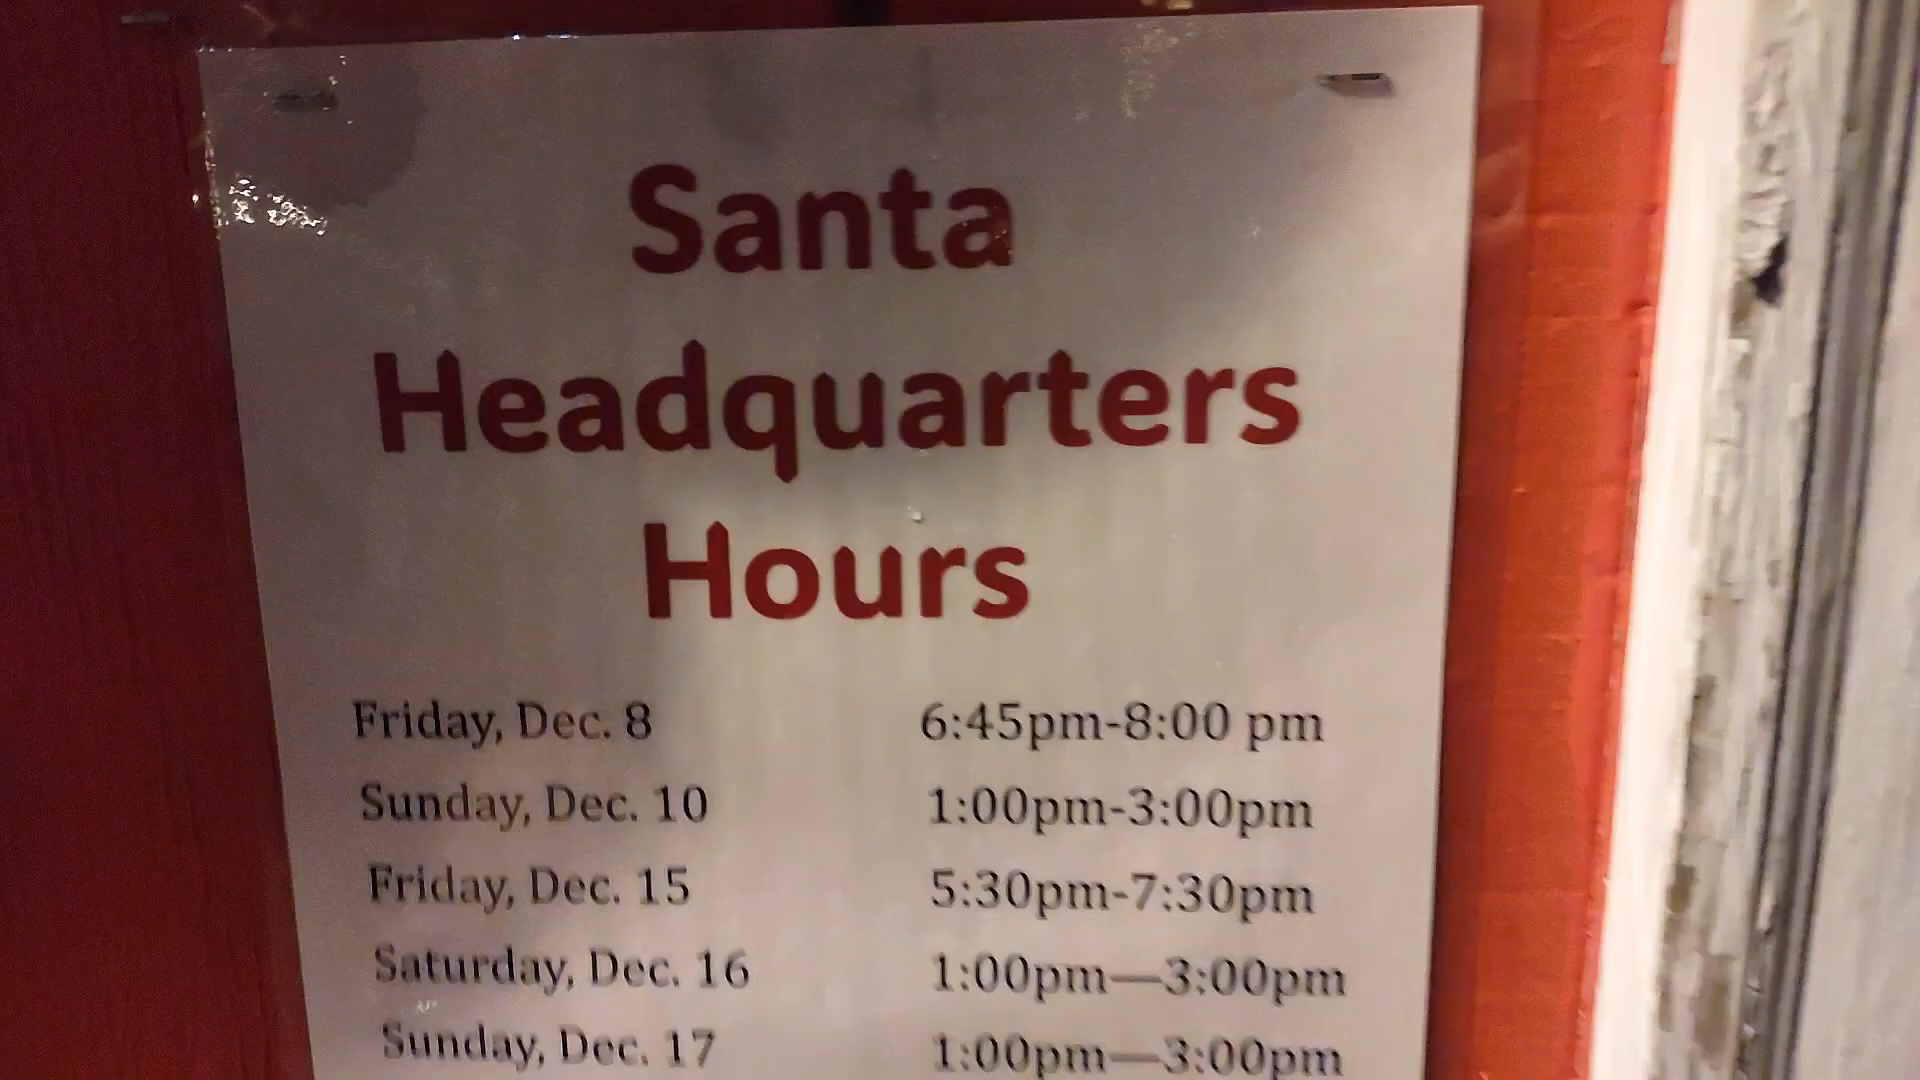 Santa
Headquarters
Hours
Friday, Dec. 8 6:45pm-8:00 pm
Sunday, Dec. 10 1:00pm-3:00pm
Friday, Dec. 15 5:30pm-7:30pm
Saturday, Dec. 16 1:00pm—3:00pm
Sunday, Dec. 17 1:00pm—3:00pm